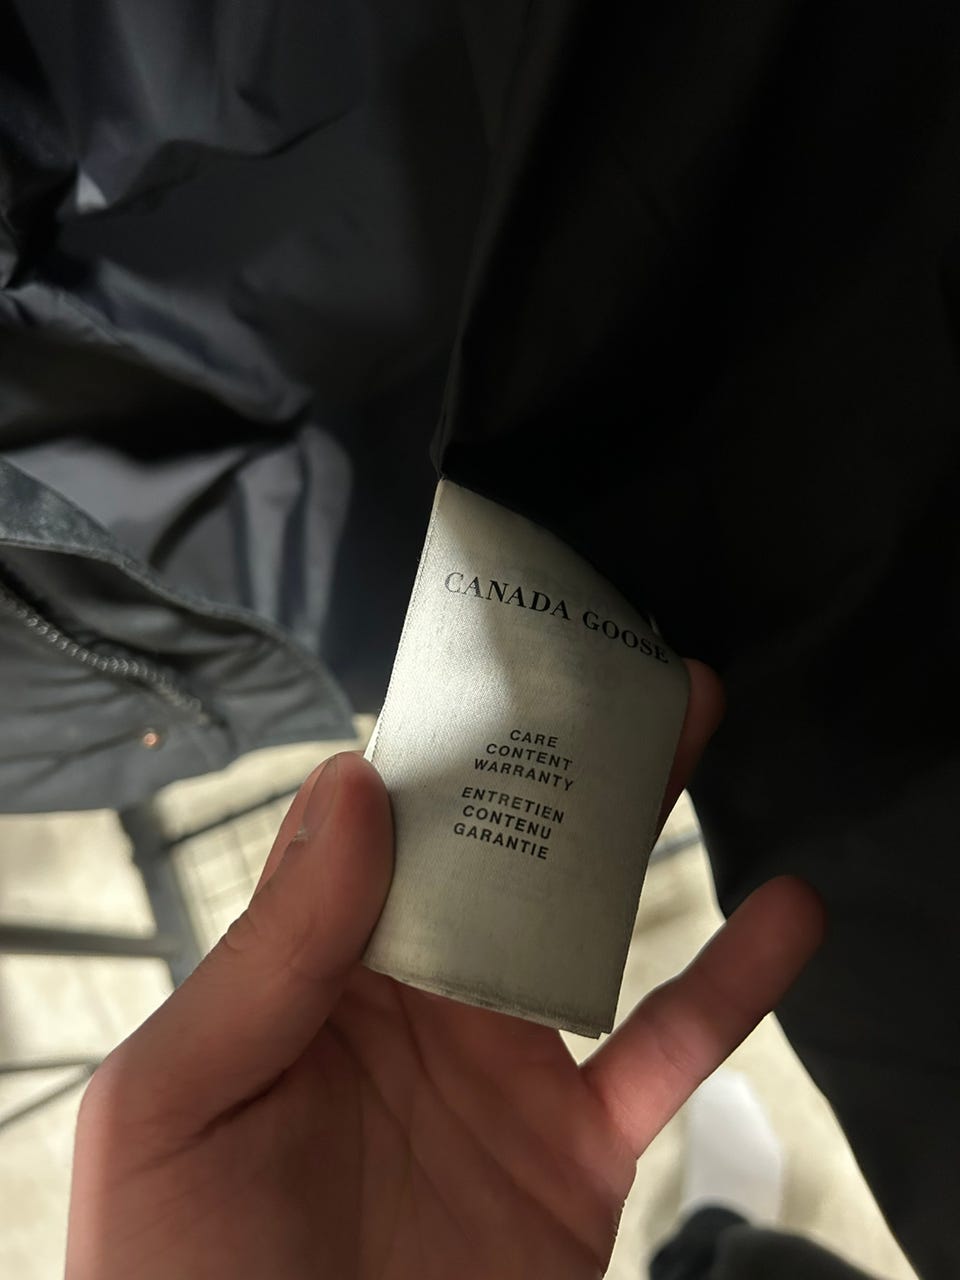 CANADA GOOSE
CARE
CONTENT
WARRANTY
ENTRETIEN
CONTENU
GARANTIE